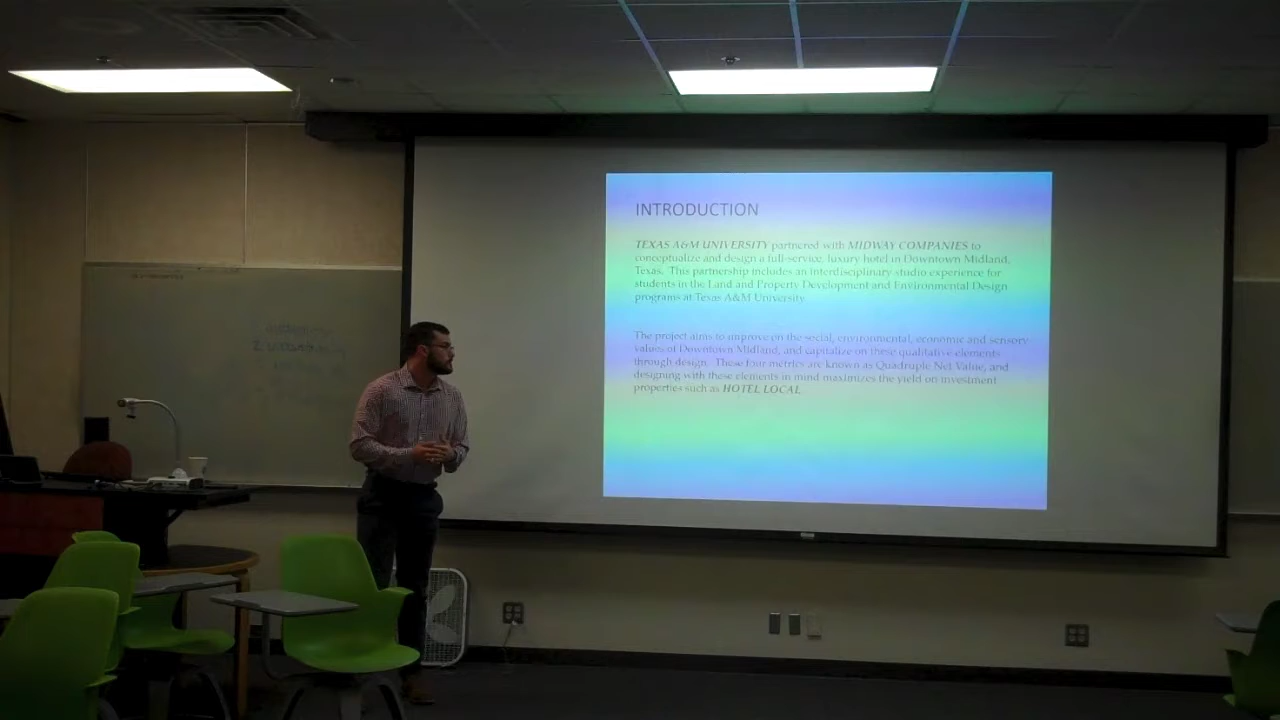 INTRODUCTION
TEXAS A&M UNIVERSITY partnered with MIDWAY COMPANIES to
conceptualize and design a full-service, luxury hotel in Downtown Midland,
Texas. This partnership includes an interdisciplinary studio experience for
students in the Land and Property Development and Environmental Design
programs at Texas A&M University.
The project aims to improve on the social, environmental, economic and sensory
values of Downtown Midland, and capitalize on these qualitative elements
through design. These four metrics are known as Quadruple Net Value, and
designing with these elements in mind maximizes the yield on investment
properties such as HOTEL LOCAL.
2